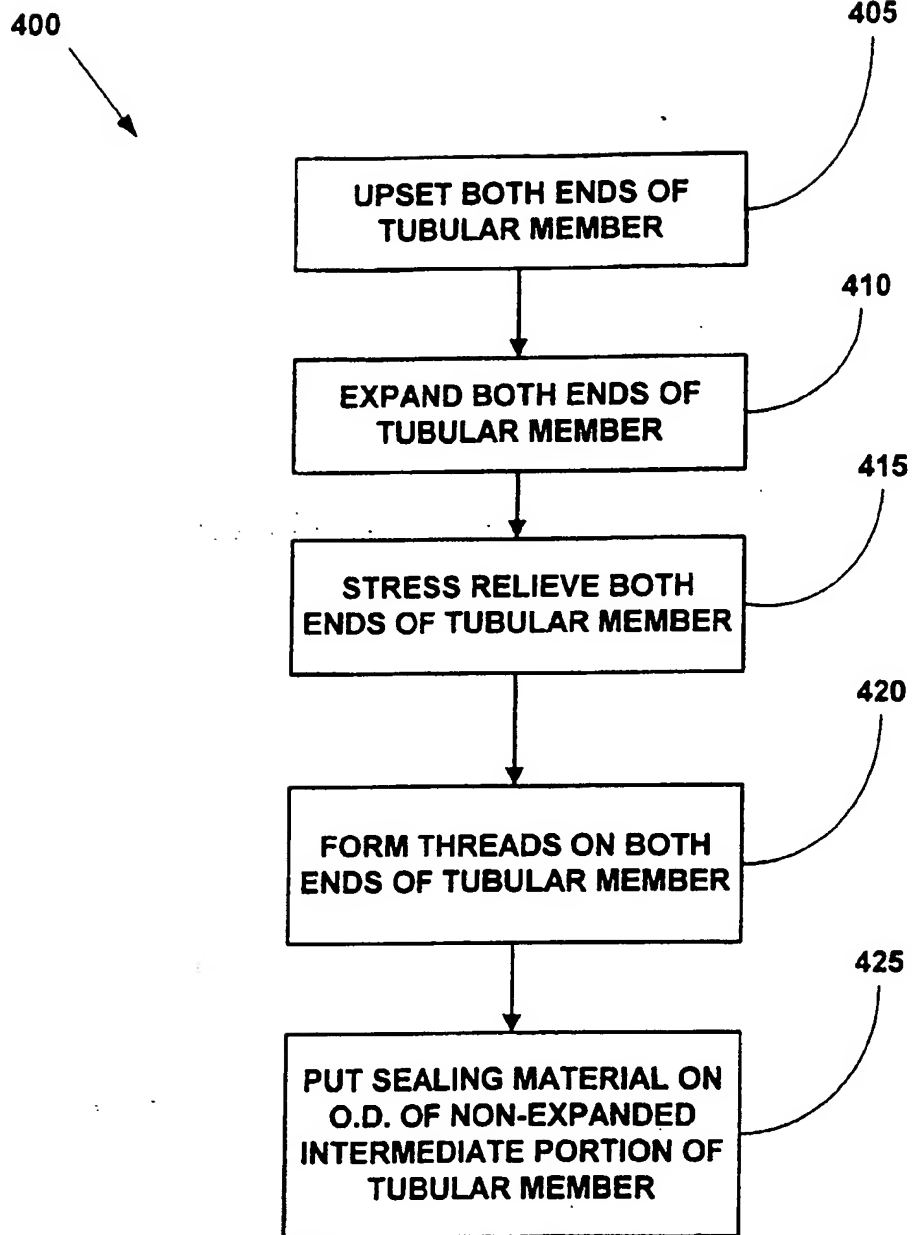 400
405
UPSET BOTH ENDS OF
TUBULAR MEMBER
410
EXPAND BOTH ENDS OF
TUBULAR MEMBER
415
STRESS RELIEVE BOTH
ENDS OF TUBULAR MEMBER
420
FORM THREADS ON BOTH
ENDS OF TUBULAR MEMBER
425
PUT SEALING MATERIAL ON
O.D. OF NON-EXPANDED
INTERMEDIATE PORTION OF
TUBULAR MEMBER